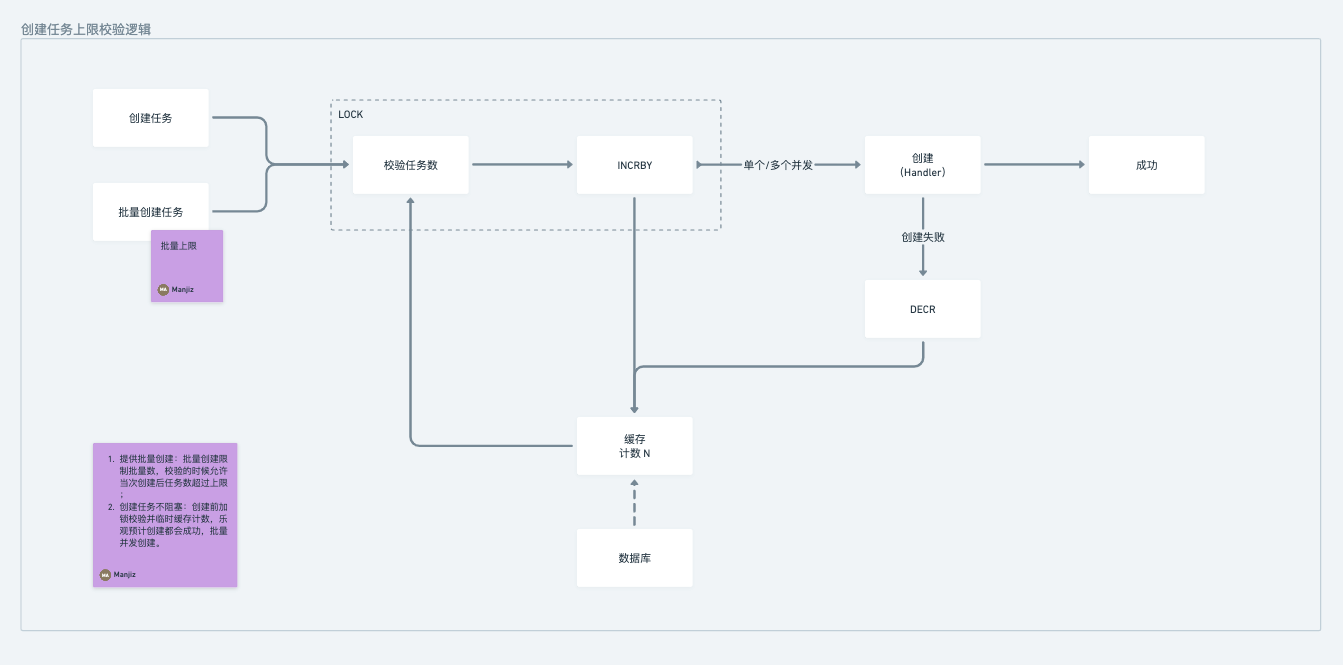 创建任务上限校验逻辑
创建任务
LOCK
校验任务数
INCRBY
单个/多个并发
创建
(Handler)
成功
批量创建任务
批量上限
MA Manjiz
创建失败
DECR
缓存
计数 N
数据库
1. 提供批量创建：批量创建限
制批量数，校验的时候允许
当次创建后任务数超过上限
；
2. 创建任务不阻塞：创建前加
锁校验并临时缓存计数，乐
观预计创建都会成功，批量
并发创建。
MA Manjiz